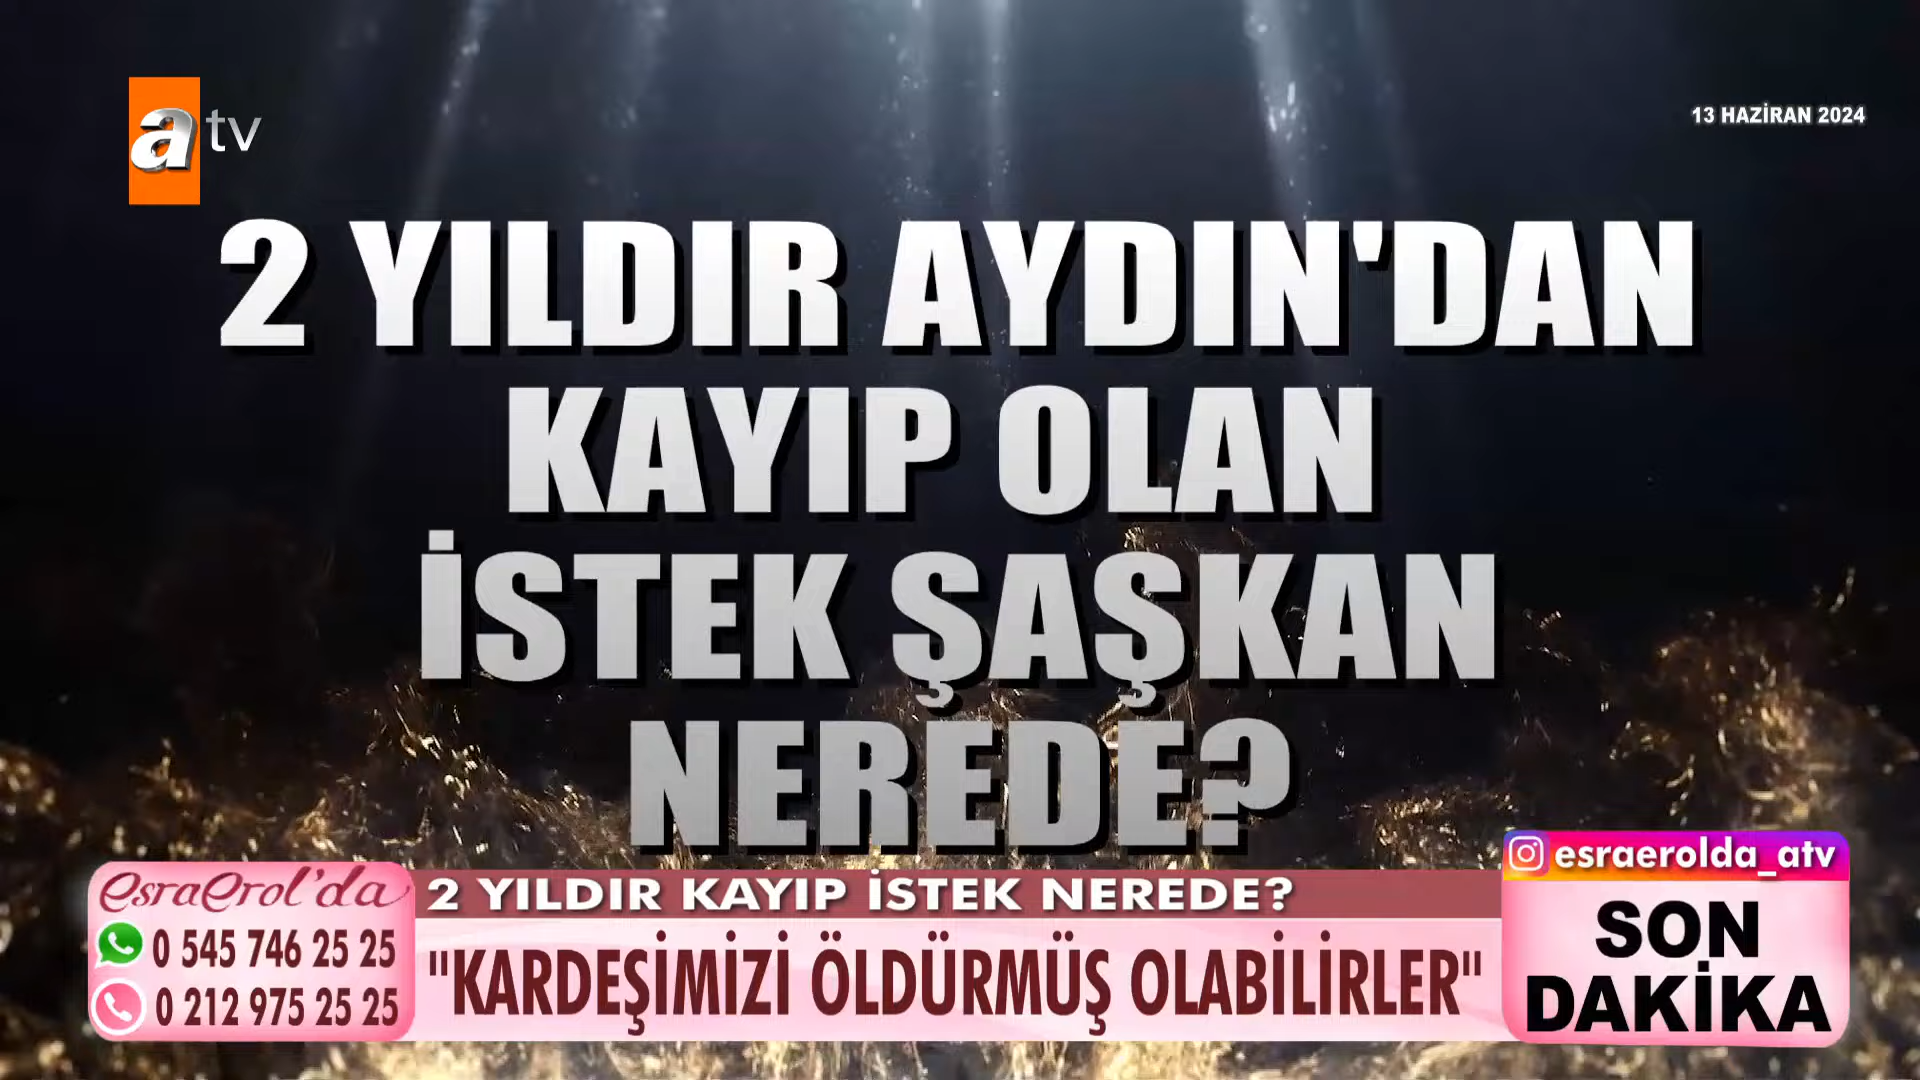 atv
13 HAZİRAN 2024
2 YILDIR AYDIN'DAN
KAYIP OLAN
İSTEK ŞAŞKAN
NEREDE?
esraerol'da
0 545 746 25 25
0 212 975 25 25
2 YILDIR KAYIP İSTEK NEREDE?
"KARDEŞİMİZİ ÖLDÜRMÜŞ OLABİLİRLER"
esraerolda_atv
SON
DAKİKA